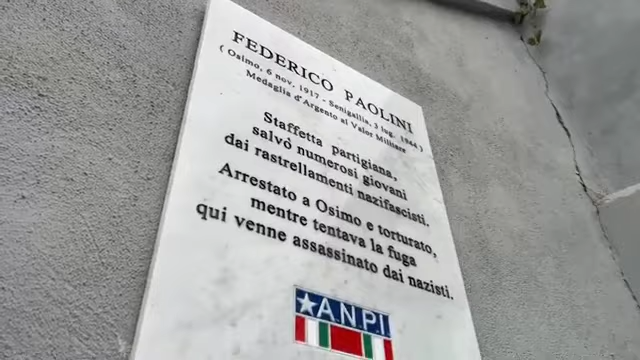 FEDERICO PAOLINI
( Osimo, 6 nov. 1917 - Senigallia, 3 lug. 1944 )
Medaglia d'Argento al Valor Militare
Staffetta partigiana,
salvò numerosi giovani
dai rastrellamenti nazifascisti.
Arrestato a Osimo e torturato,
mentre tentava la fuga
qui venne assassinato dai nazisti.
ANPI